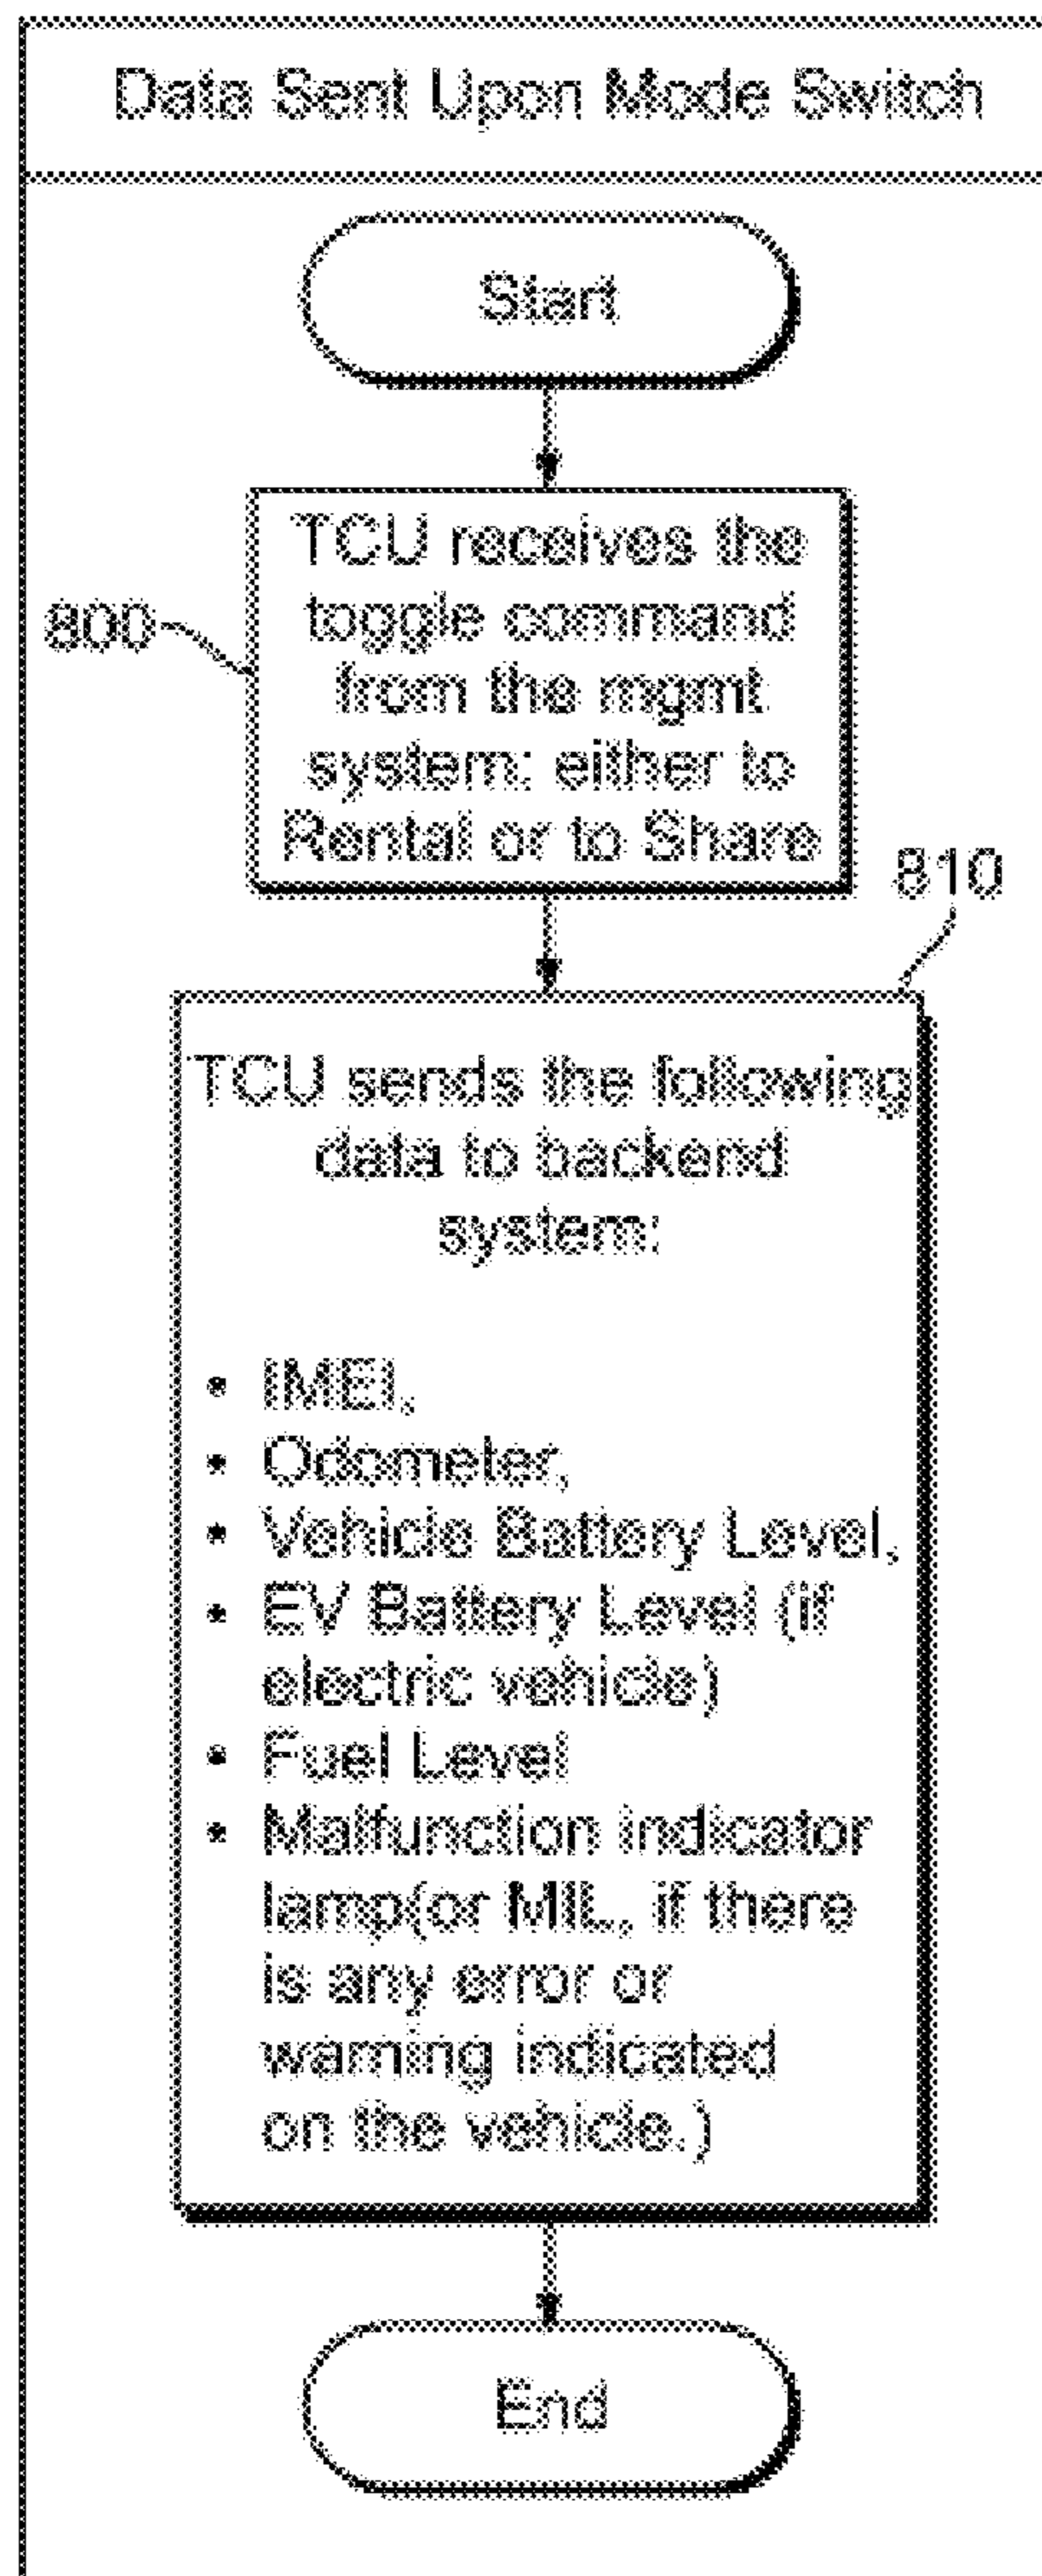 Data Sent Upon Mode Switch
Start
TCU receives the
toggle command
from the mgmt
system: either to
Rental or to Share
800
810
TCU sends the following
data to backend
system:
• IMEI,
• Odometer,
• Vehicle Battery Level,
• EV Battery Level (if
electric vehicle)
• Fuel Level
• Malfunction indicator
lamp(or MIL, if there
is any error or
warning indicated
on the vehicle.)
End